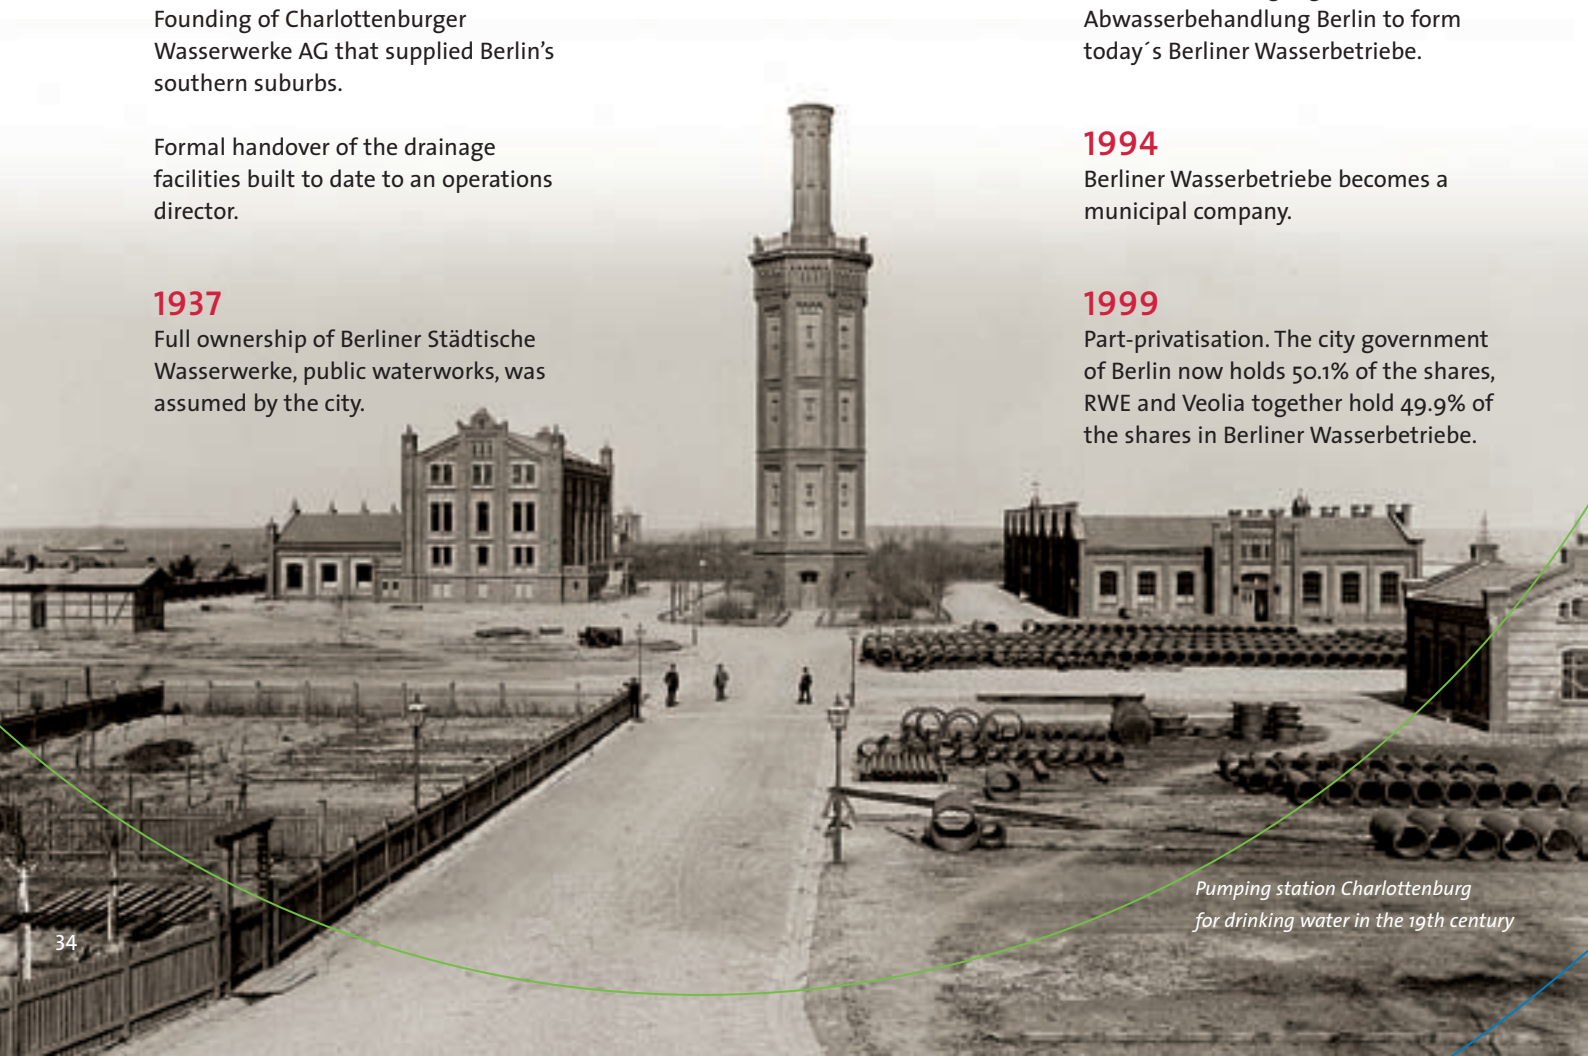 Founding of Charlottenburger
Wasserwerke AG that supplied Berlin’s
southern suburbs.
Formal handover of the drainage
facilities built to date to an operations
director.
1937
Full ownership of Berliner Städtische
Wasserwerke, public waterworks, was
assumed by the city.
Abwasserbehandlung Berlin to form
today´s Berliner Wasserbetriebe.
1994
Berliner Wasserbetriebe becomes a
municipal company.
1999
Part-privatisation. The city government
of Berlin now holds 50.1% of the shares,
RWE and Veolia together hold 49.9% of
the shares in Berliner Wasserbetriebe.
Pumping station Charlottenburg
for drinking water in the 19th century
34